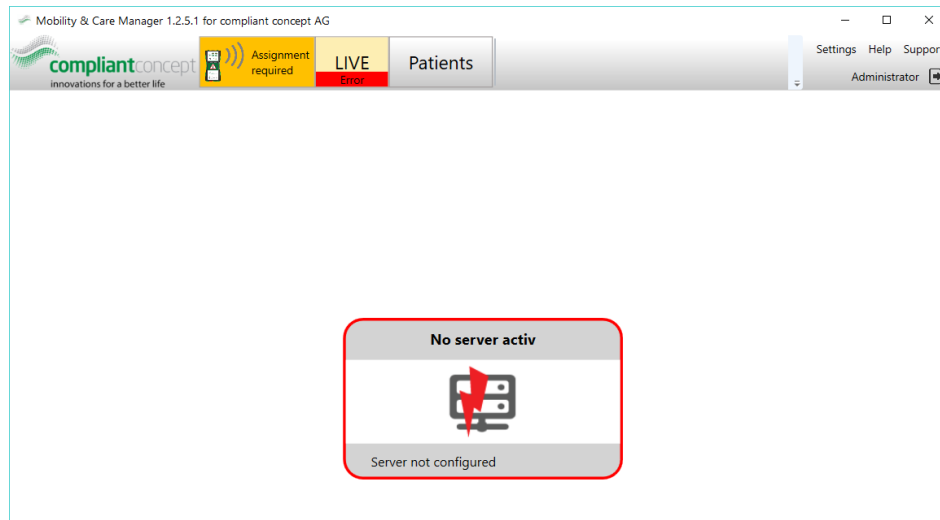 Mobility & Care Manager 1.2.5.1 for compliant concept AG
compliantconcept
innovations for a better life
Assignment
required
LIVE
Error
Patients
Settings Help Suppor
Administrator
No server activ
Server not configured